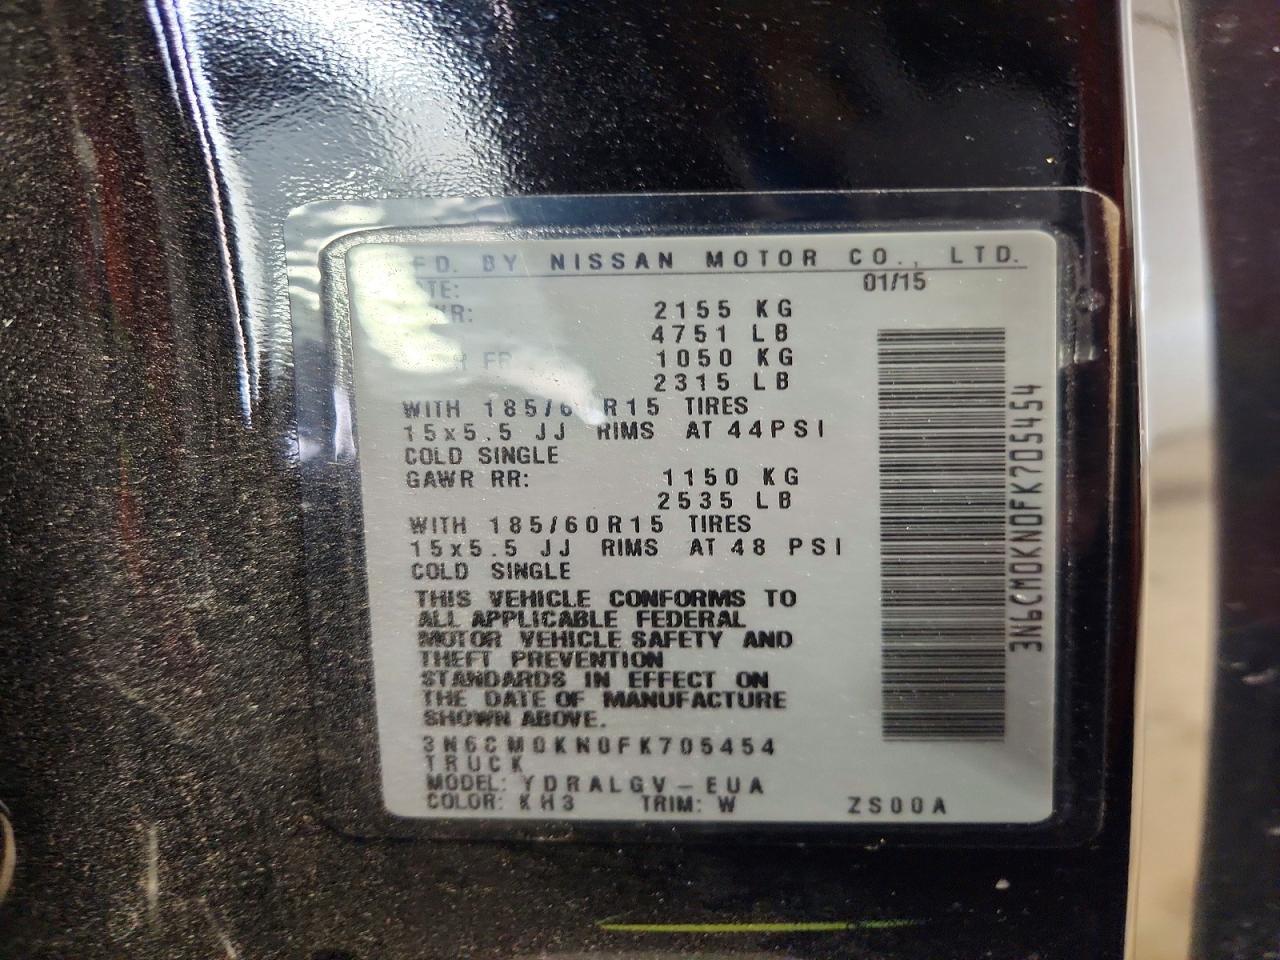 FD. BY NISSAN MOTOR CO., LTD.
TE: 01/15
WR: 2155 KG
4751 LB
R FR 1050 KG
2315 LB
WITH 185/6 R15 TIRES
15x5.5 JJ RIMS AT 44PSI
COLD SINGLE
GAWR RR: 1150 KG
2535 LB
WITH 185/60R15 TIRES
15x5.5 JJ RIMS AT 48 PSI
COLD SINGLE
THIS VEHICLE CONFORMS TO
ALL APPLICABLE FEDERAL
MOTOR VEHICLE SAFETY AND
THEFT PREVENTION
STANDARDS IN EFFECT ON
THE DATE OF MANUFACTURE
SHOWN ABOVE.
3N6CM0KN0FK705454
TRUCK
MODEL: YDRALGV-EUA
COLOR: KH3 TRIM: W ZS00A
3N6CM0KN0FK705454